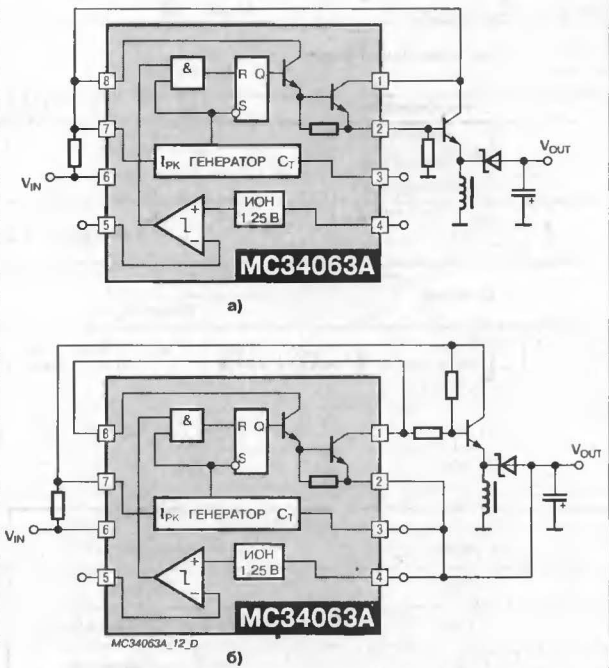 8
&
R Q
S
1
7
2
I_PK ГЕНЕРАТОР C_T
V_IN
6
3
V_OUT
5
+
−
ИОН
1.25 В
4
MC34063A
а)
8
&
R Q
S
1
7
2
I_PK ГЕНЕРАТОР C_T
V_IN
6
3
V_OUT
5
+
−
ИОН
1.25 В
4
MC34063A
MC34063A_12_D
б)